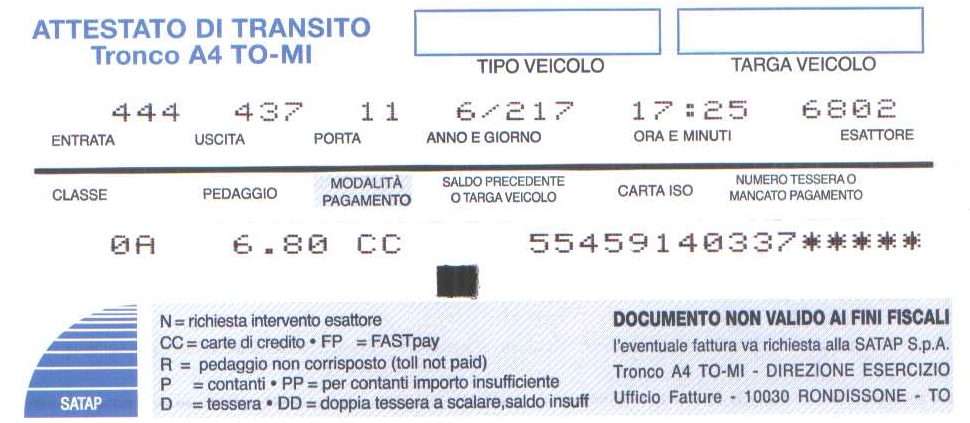 ATTESTATO DI TRANSITO
Tronco A4 TO-MI
TIPO VEICOLO TARGA VEICOLO
444 437 11 6/217 17:25 6802
ENTRATA USCITA PORTA ANNO E GIORNO ORA E MINUTI ESATTORE
CLASSE PEDAGGIO MODALITÀ PAGAMENTO SALDO PRECEDENTE O TARGA VEICOLO CARTA ISO NUMERO TESSERA O MANCATO PAGAMENTO
0A 6.80 CC 55459140337*****
N = richiesta intervento esattore
CC = carte di credito • FP = FASTpay
R = pedaggio non corrisposto (toll not paid)
P = contanti • PP = per contanti importo insufficiente
D = tessera • DD = doppia tessera a scalare,saldo insuff
SATAP
DOCUMENTO NON VALIDO AI FINI FISCALI
l'eventuale fattura va richiesta alla SATAP S.p.A.
Tronco A4 TO-MI - DIREZIONE ESERCIZIO
Ufficio Fatture - 10030 RONDISSONE - TO